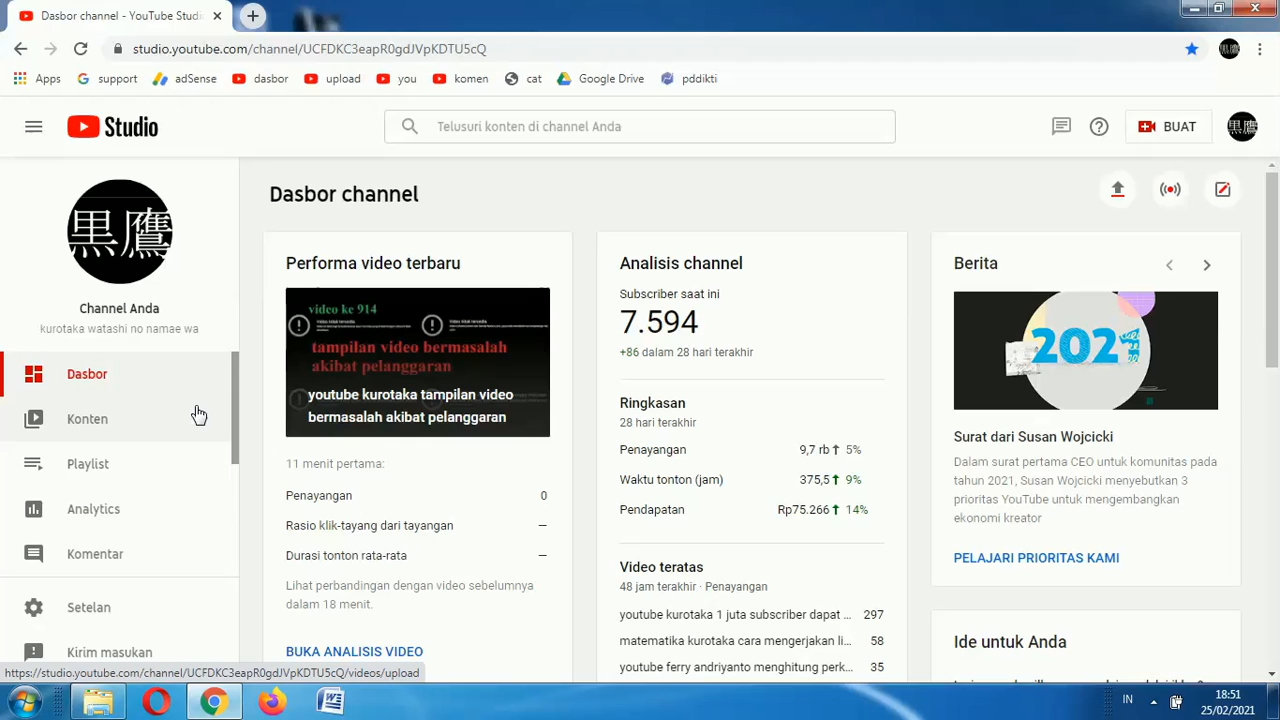 Dasbor channel - YouTube Studi
studio.youtube.com/channel/UCFDKC3eapR0gdJVpKDTU5cQ
Apps support adSense dasbor upload you komen cat Google Drive pddikti
Studio
Telusuri konten di channel Anda
BUAT
黒鷹
黒鷹
Channel Anda
kurotaka watashi no namae wa
Dasbor
Konten
Playlist
Analytics
Komentar
Setelan
Kirim masukan
Dasbor channel
Performa video terbaru
video ke 914
tampilan video bermasalah
akibat pelanggaran
youtube kurotaka tampilan video
bermasalah akibat pelanggaran
11 menit pertama:
Penayangan 0
Rasio klik-tayang dari tayangan —
Durasi tonton rata-rata —
Lihat perbandingan dengan video sebelumnya
dalam 18 menit.
BUKA ANALISIS VIDEO
Analisis channel
Subscriber saat ini
7.594
+86 dalam 28 hari terakhir
Ringkasan
28 hari terakhir
Penayangan 9,7 rb 5%
Waktu tonton (jam) 375,5 9%
Pendapatan Rp75.266 14%
Video teratas
48 jam terakhir · Penayangan
youtube kurotaka 1 juta subscriber dapat ... 297
matematika kurotaka cara mengerjakan li... 58
youtube ferry andriyanto menghitung perk... 35
Berita
2021
Surat dari Susan Wojcicki
Dalam surat pertama CEO untuk komunitas pada
tahun 2021, Susan Wojcicki menyebutkan 3
prioritas YouTube untuk mengembangkan
ekonomi kreator
PELAJARI PRIORITAS KAMI
Ide untuk Anda
https://studio.youtube.com/channel/UCFDKC3eapR0gdJVpKDTU5cQ/videos/upload
IN
18:51
25/02/2021